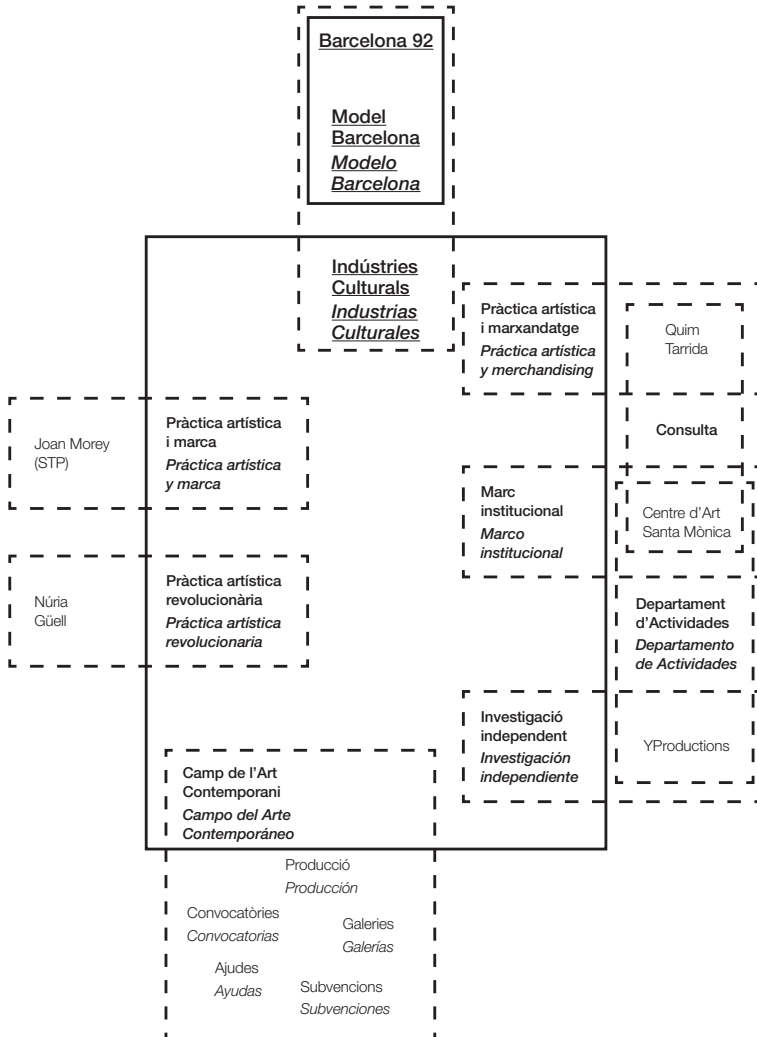 Barcelona 92
Model
Barcelona
Modelo
Barcelona
Indústries
Culturals
Industrias
Culturales
Pràctica artística
i marxandatge
Práctica artística
y merchandising
Quim
Tarrida
Joan Morey
(STP)
Pràctica artística
i marca
Práctica artística
y marca
Consulta
Marc
institucional
Marco
institucional
Centre d’Art
Santa Mònica
Núria
Güell
Pràctica artística
revolucionària
Práctica artística
revolucionaria
Departament
d’Actividades
Departamento
de Actividades
Investigació
independent
Investigación
independiente
YProductions
Camp de l’Art
Contemporani
Campo del Arte
Contemporáneo
Producció
Producción
Convocatòries
Convocatorias
Galeries
Galerías
Ajudes
Ayudas
Subvencions
Subvenciones